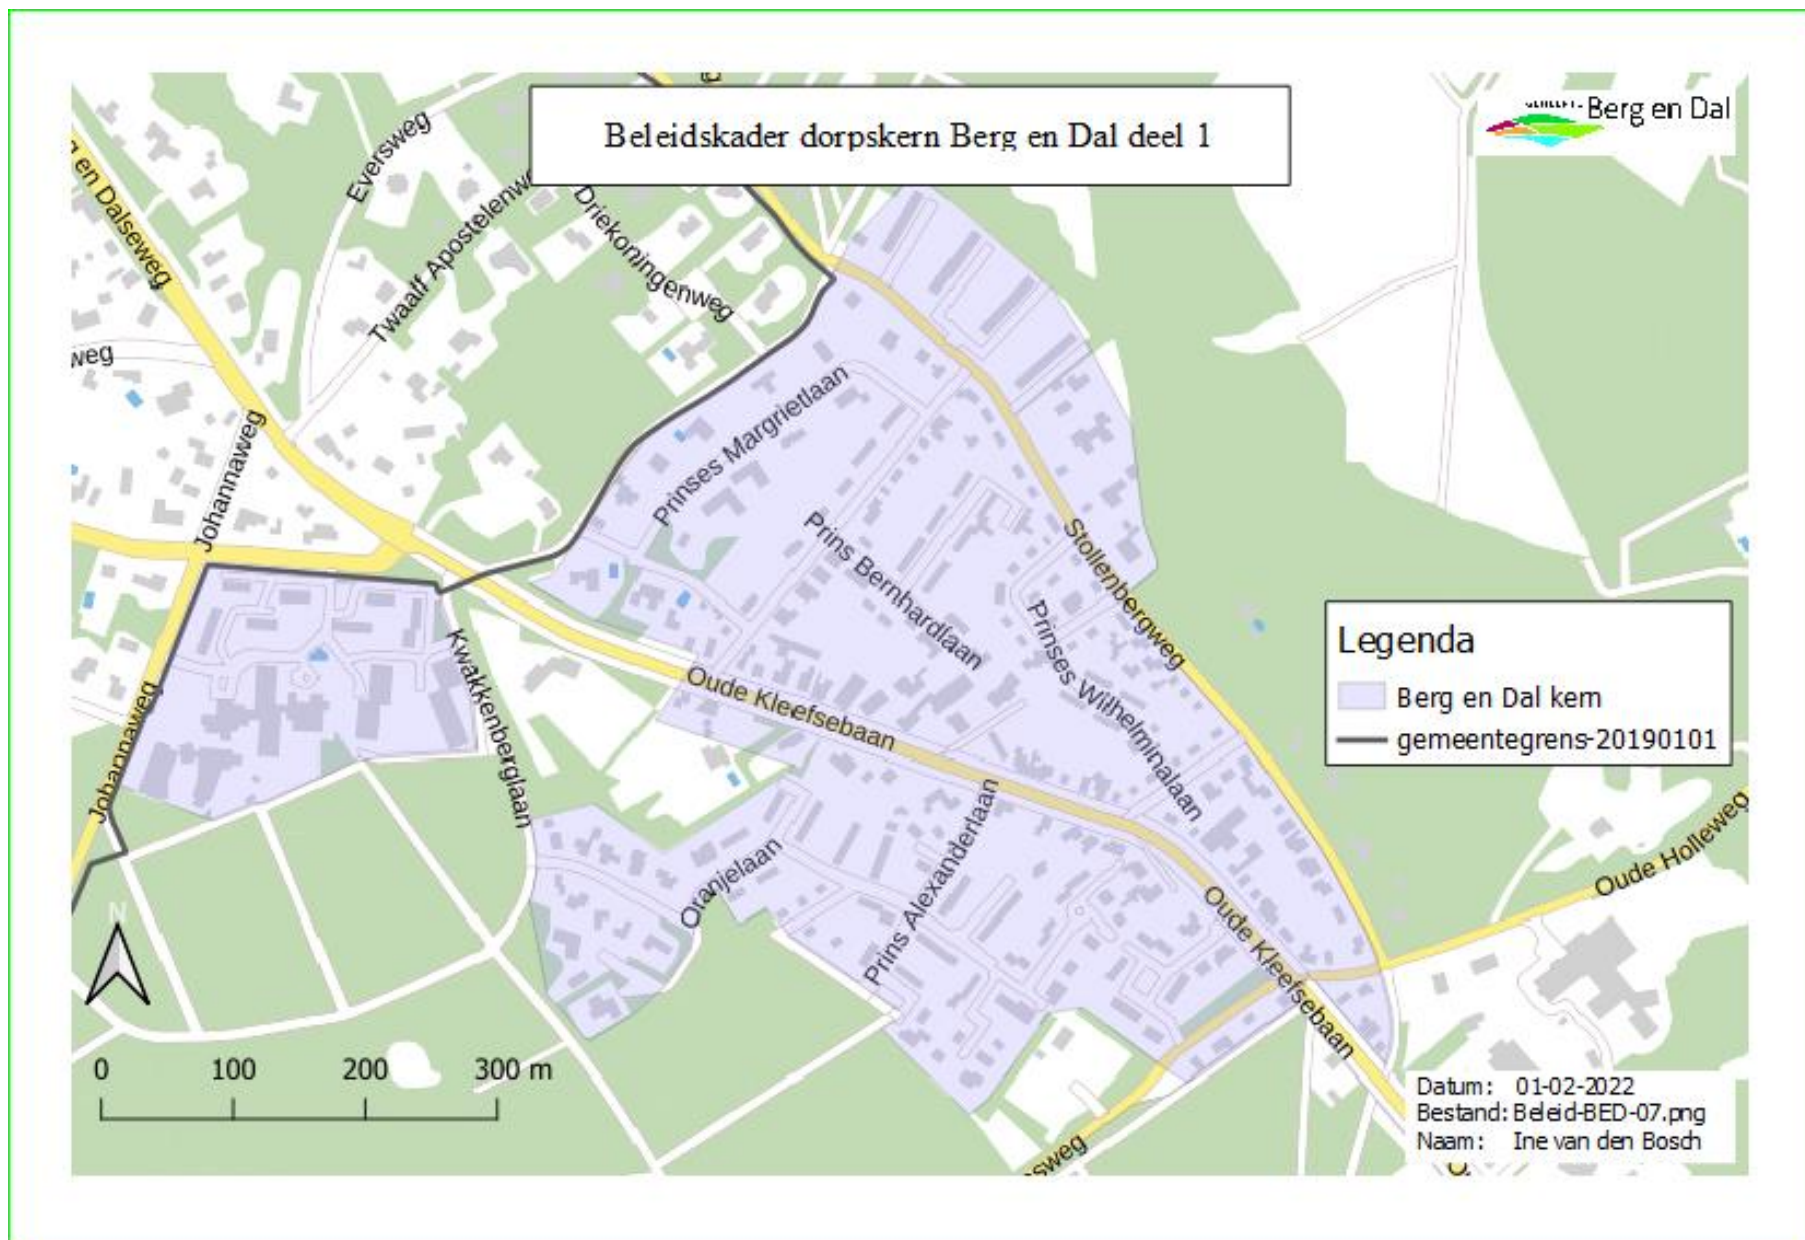 Beleidskader dorpskern Berg en Dal deel 1
Berg en Dal
Eversweg
g en Dalseweg
Twaalf Apostelenw
Driekoningenweg
weg
Johannaweg
Prinses Margrietlaan
Prins Bernhardlaan
Stollenbergweg
Prinses Wilhelminalaan
Kwakkenberglaan
Oude Kleefsebaan
Johannaweg
Oranjelaan
Prins Alexanderlaan
Oude Kleefsebaan
Oude Holleweg
Legenda
Berg en Dal kern
gemeentegrens-20190101
N
0 100 200 300 m
sweg
Datum: 01-02-2022
Bestand: Beleid-BED-07.png
Naam: Ine van den Bosch